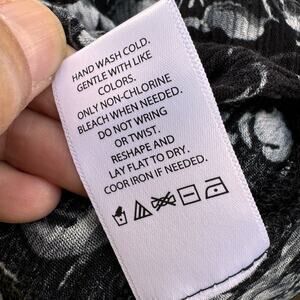 HAND WASH COLD.
GENTLE WITH LIKE
COLORS.
ONLY NON-CHLORINE
BLEACH WHEN NEEDED.
DO NOT WRING
OR TWIST.
RESHAPE AND
LAY FLAT TO DRY.
COOR IRON IF NEEDED.